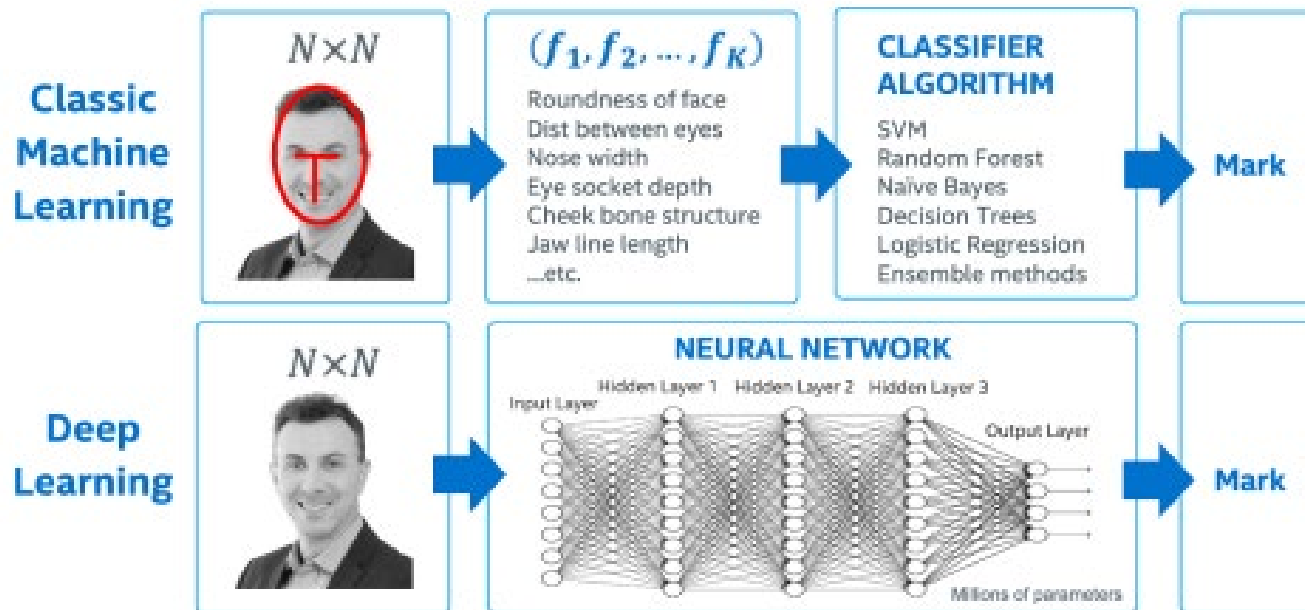 Classic
Machine
Learning
N×N
(f₁, f₂, ..., f_K)
Roundness of face
Dist between eyes
Nose width
Eye socket depth
Cheek bone structure
Jaw line length
...etc.
CLASSIFIER
ALGORITHM
SVM
Random Forest
Naïve Bayes
Decision Trees
Logistic Regression
Ensemble methods
Mark
Deep
Learning
N×N
NEURAL NETWORK
Input Layer
Hidden Layer 1
Hidden Layer 2
Hidden Layer 3
Output Layer
Millions of parameters
Mark